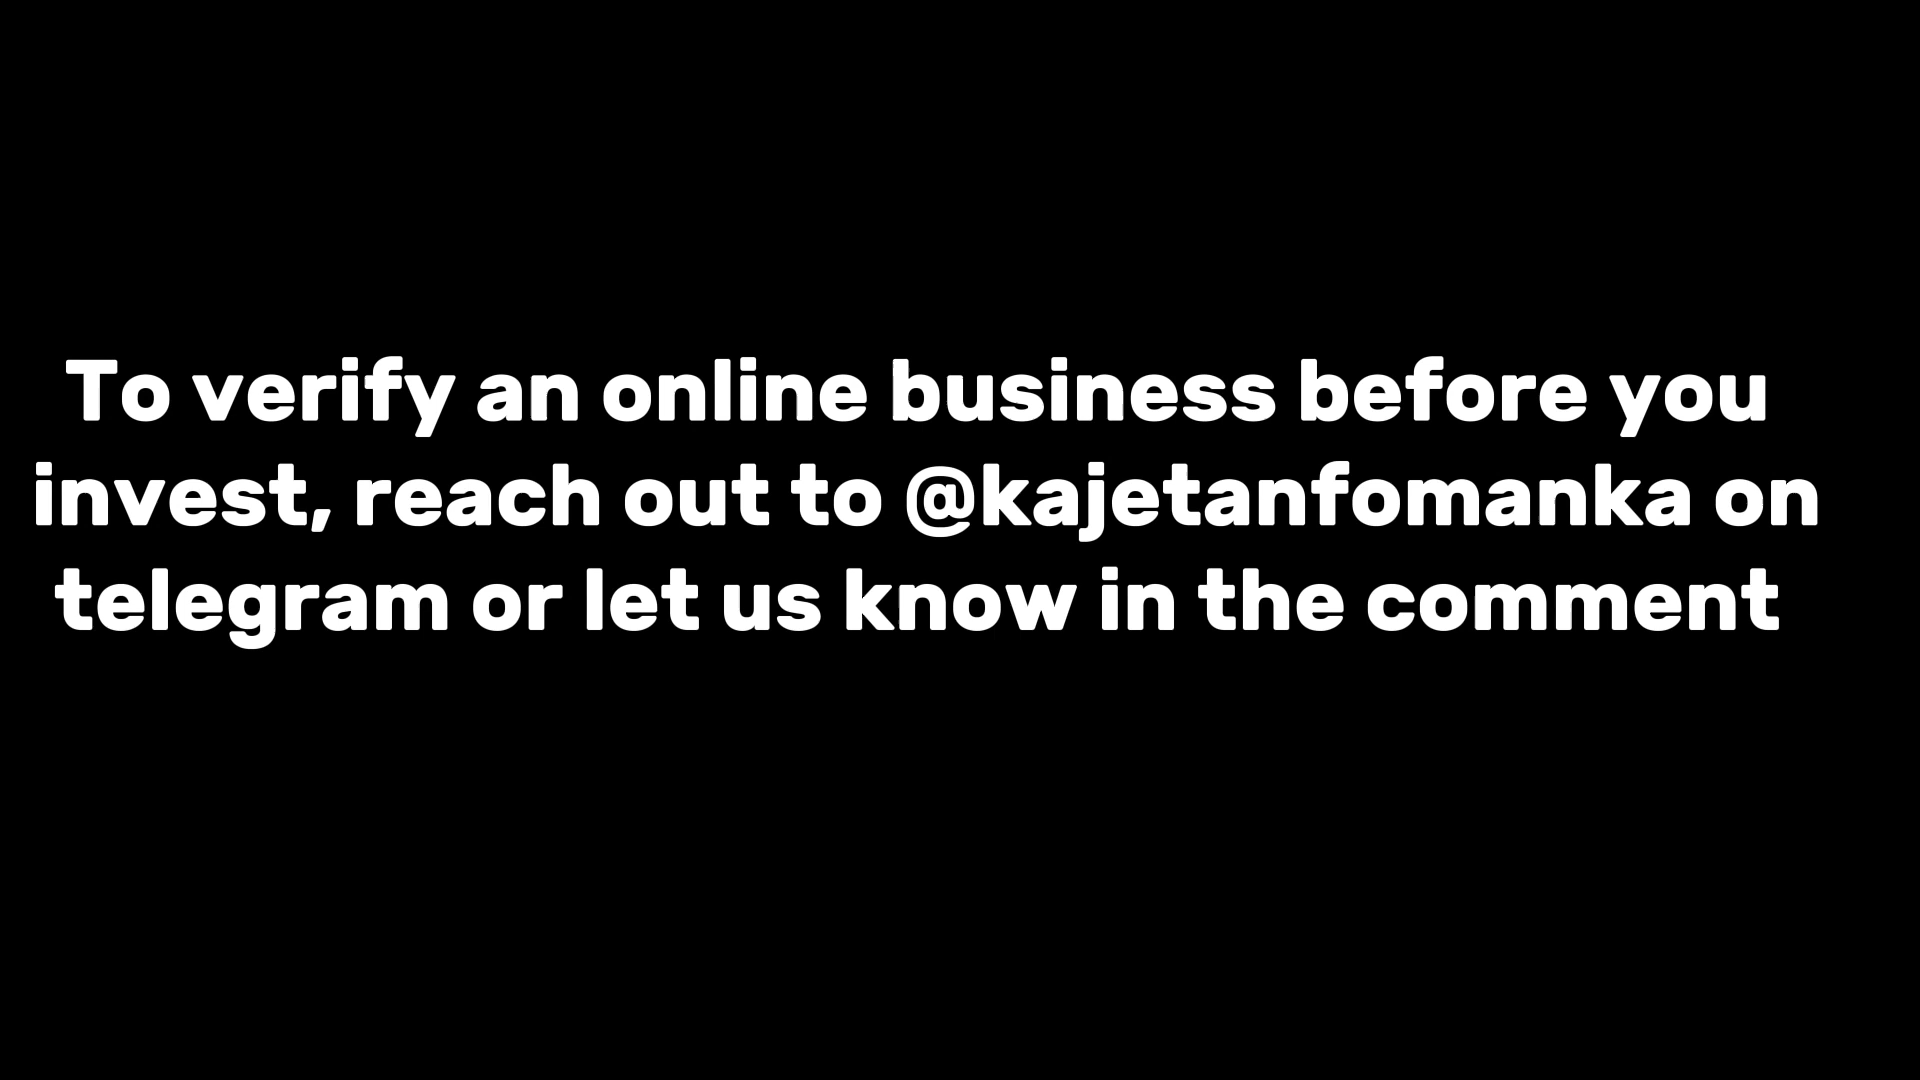 To verify an online business before you
invest, reach out to @kajetanfomanka on
telegram or let us know in the comment